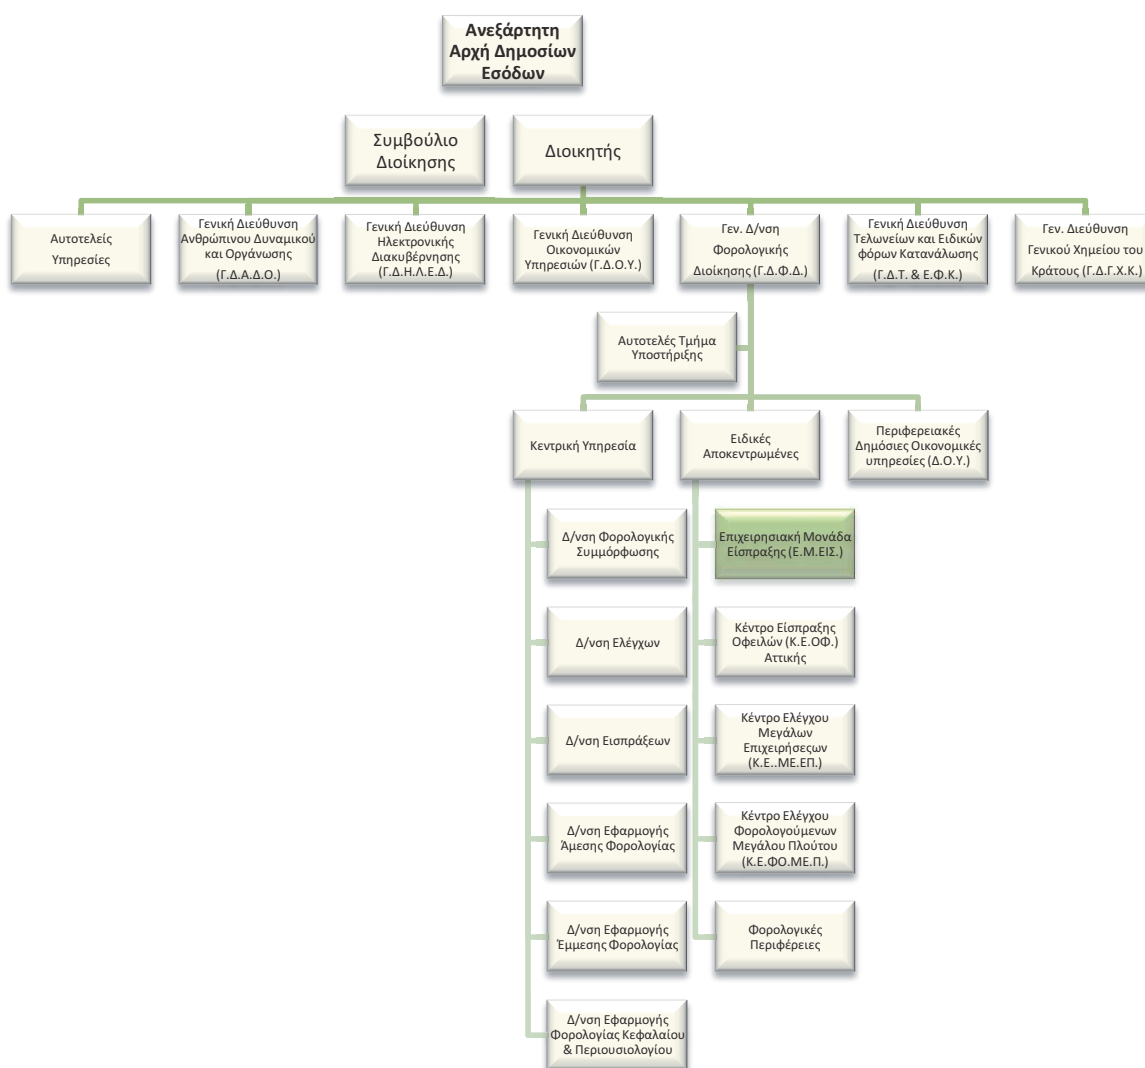 Ανεξάρτητη
Αρχή Δημοσίων
Εσόδων
Συμβούλιο
Διοίκησης
Διοικητής
Αυτοτελείς
Υπηρεσίες
Γενική Διεύθυνση
Ανθρώπινου Δυναμικού
και Οργάνωσης
(Γ.Δ.Α.Δ.Ο.)
Γενική Διεύθυνση
Ηλεκτρονικής
Διακυβέρνησης
(Γ.Δ.Η.Λ.Ε.Δ.)
Γενική Διεύθυνση
Οικονομικών
Υπηρεσιών (Γ.Δ.Ο.Υ.)
Γεν. Δ/νση
Φορολογικής
Διοίκησης (Γ.Δ.Φ.Δ.)
Γενική Διεύθυνση
Τελωνείων και Ειδικών
φόρων Κατανάλωσης
(Γ.Δ.Τ. & Ε.Φ.Κ.)
Γεν. Διεύθυνση
Γενικού Χημείου του
Κράτους (Γ.Δ.Γ.Χ.Κ.)
Αυτοτελές Τμήμα
Υποστήριξης
Κεντρική Υπηρεσία
Ειδικές
Αποκεντρωμένες
Περιφερειακές
Δημόσιες Οικονομικές
υπηρεσίες (Δ.Ο.Υ.)
Δ/νση Φορολογικής
Συμμόρφωσης
Δ/νση Ελέγχων
Δ/νση Εισπράξεων
Δ/νση Εφαρμογής
Άμεσης Φορολογίας
Δ/νση Εφαρμογής
Έμμεσης Φορολογίας
Δ/νση Εφαρμογής
Φορολογίας Κεφαλαίου
& Περιουσιολογίου
Επιχειρησιακή Μονάδα
Είσπραξης (Ε.Μ.ΕΙΣ.)
Κέντρο Είσπραξης
Οφειλών (Κ.Ε.ΟΦ.)
Αττικής
Κέντρο Ελέγχου
Μεγάλων
Επιχειρήσεςων
(Κ.Ε..ΜΕ.ΕΠ.)
Κέντρο Ελέγχου
Φορολογούμενων
Μεγάλου Πλούτου
(Κ.Ε.ΦΟ.ΜΕ.Π.)
Φορολογικές
Περιφέρειες